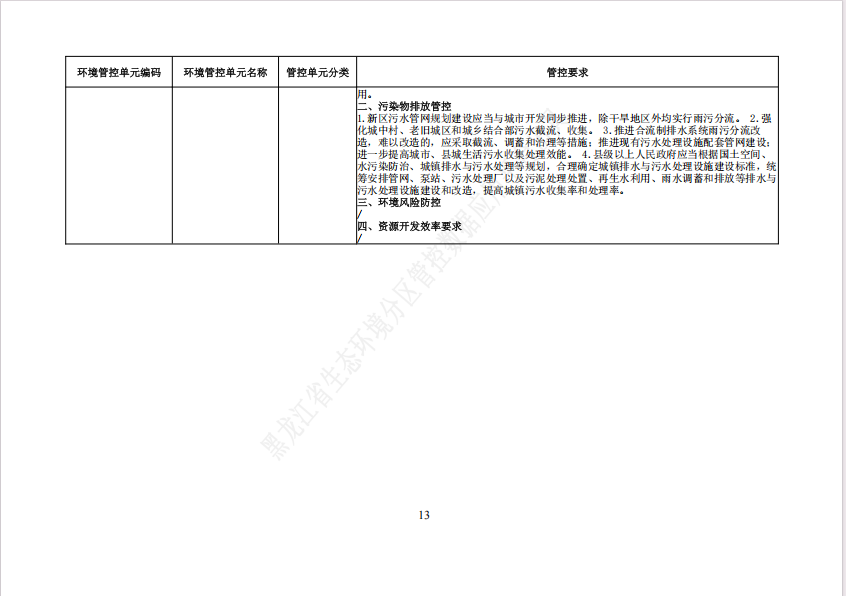 环境管控单元编码 环境管控单元名称 管控单元分类 管控要求
用。
二、污染物排放管控
1.新区污水管网规划建设应当与城市开发同步推进，除干旱地区外均实行雨污分流。 2.强
化城中村、老旧城区和城乡结合部污水截流、收集。 3.推进合流制排水系统雨污分流改
造，难以改造的，应采取截流、调蓄和治理等措施；推进现有污水处理设施配套管网建设；
进一步提高城市、县城生活污水收集处理效能。 4.县级以上人民政府应当根据国土空间、
水污染防治、城镇排水与污水处理等规划，合理确定城镇排水与污水处理设施建设标准，统
筹安排管网、泵站、污水处理厂以及污泥处理处置、再生水利用、雨水调蓄和排放等排水与
污水处理设施建设和改造，提高城镇污水收集率和处理率。
三、环境风险防控
/
四、资源开发效率要求
/
黑龙江省生态环境分区管控数据应
13